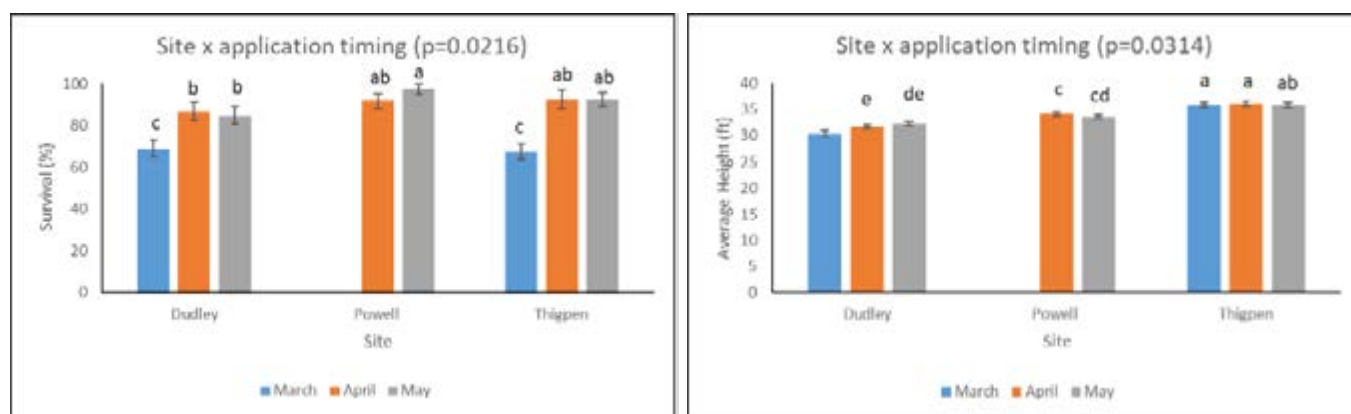 Site x application timing (p=0.0216)
100
80
60
40
20
0
Survival (%)
c
b
b
ab
a
c
ab
ab
Dudley
Powell
Thigpen
Site
March
April
May
Site x application timing (p=0.0314)
40
35
30
25
20
15
10
5
0
Average Height (ft)
e
de
c
cd
a
a
ab
Dudley
Powell
Thigpen
Site
March
April
May